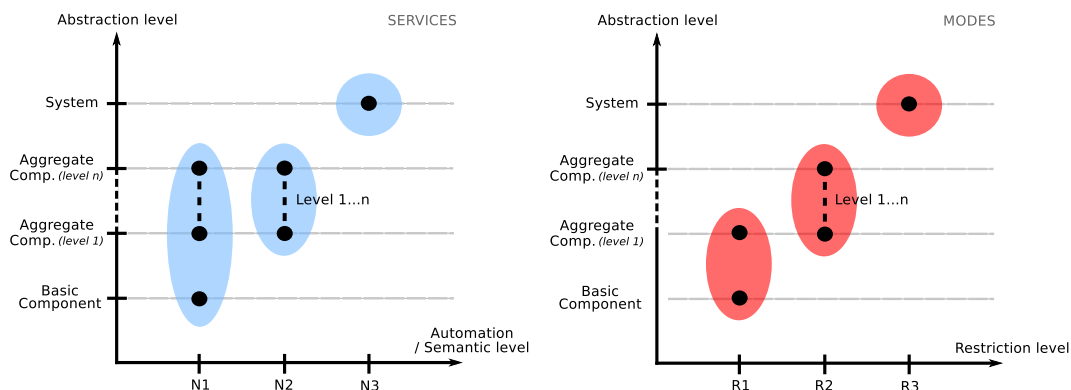 Abstraction level
SERVICES
System
Aggregate
Comp. (level n)
Level 1...n
Aggregate
Comp. (level 1)
Basic
Component
Automation
/ Semantic level
N1
N2
N3
Abstraction level
MODES
System
Aggregate
Comp. (level n)
Level 1...n
Aggregate
Comp. (level 1)
Basic
Component
Restriction level
R1
R2
R3